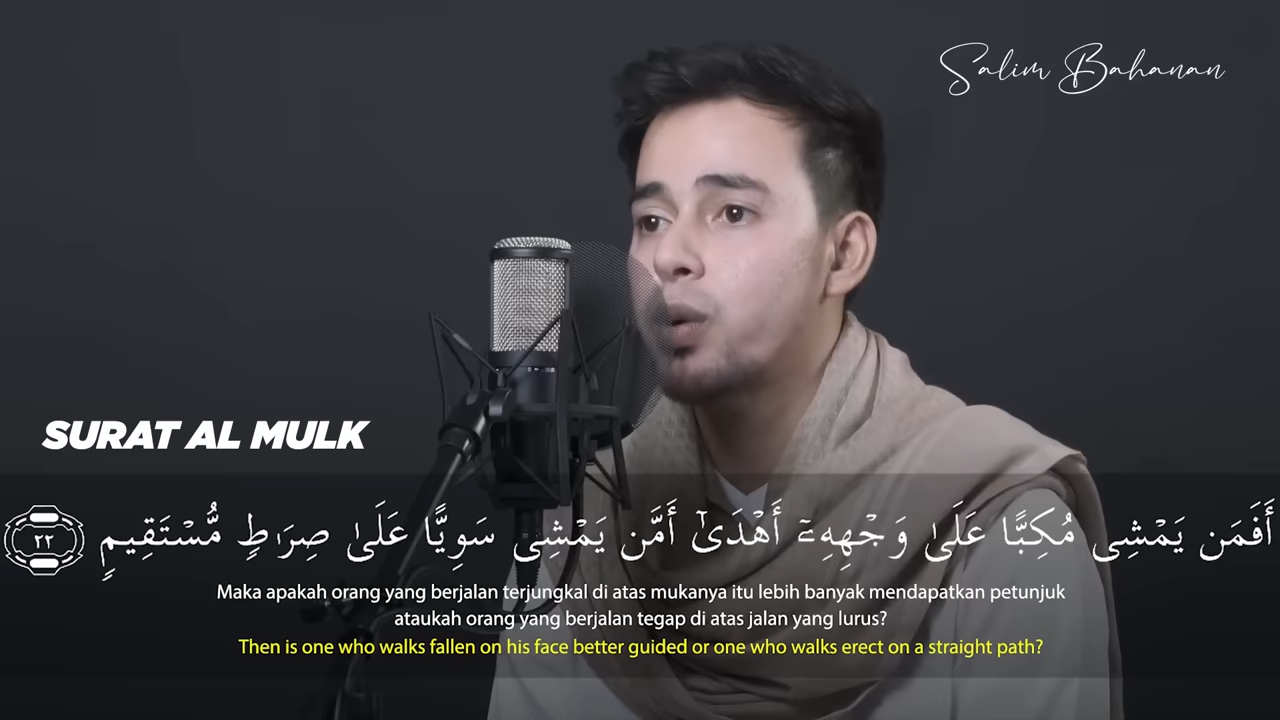 Salim Bahanan
SURAT AL MULK
أَفَمَن يَمْشِى مُكِبًّا عَلَىٰ وَجْهِهِۦٓ أَهْدَىٰٓ أَمَّن يَمْشِى سَوِيًّا عَلَىٰ صِرَٰطٍ مُّسْتَقِيمٍ ٢٢
Maka apakah orang yang berjalan terjungkal di atas mukanya itu lebih banyak mendapatkan petunjuk
ataukah orang yang berjalan tegap di atas jalan yang lurus?
Then is one who walks fallen on his face better guided or one who walks erect on a straight path?